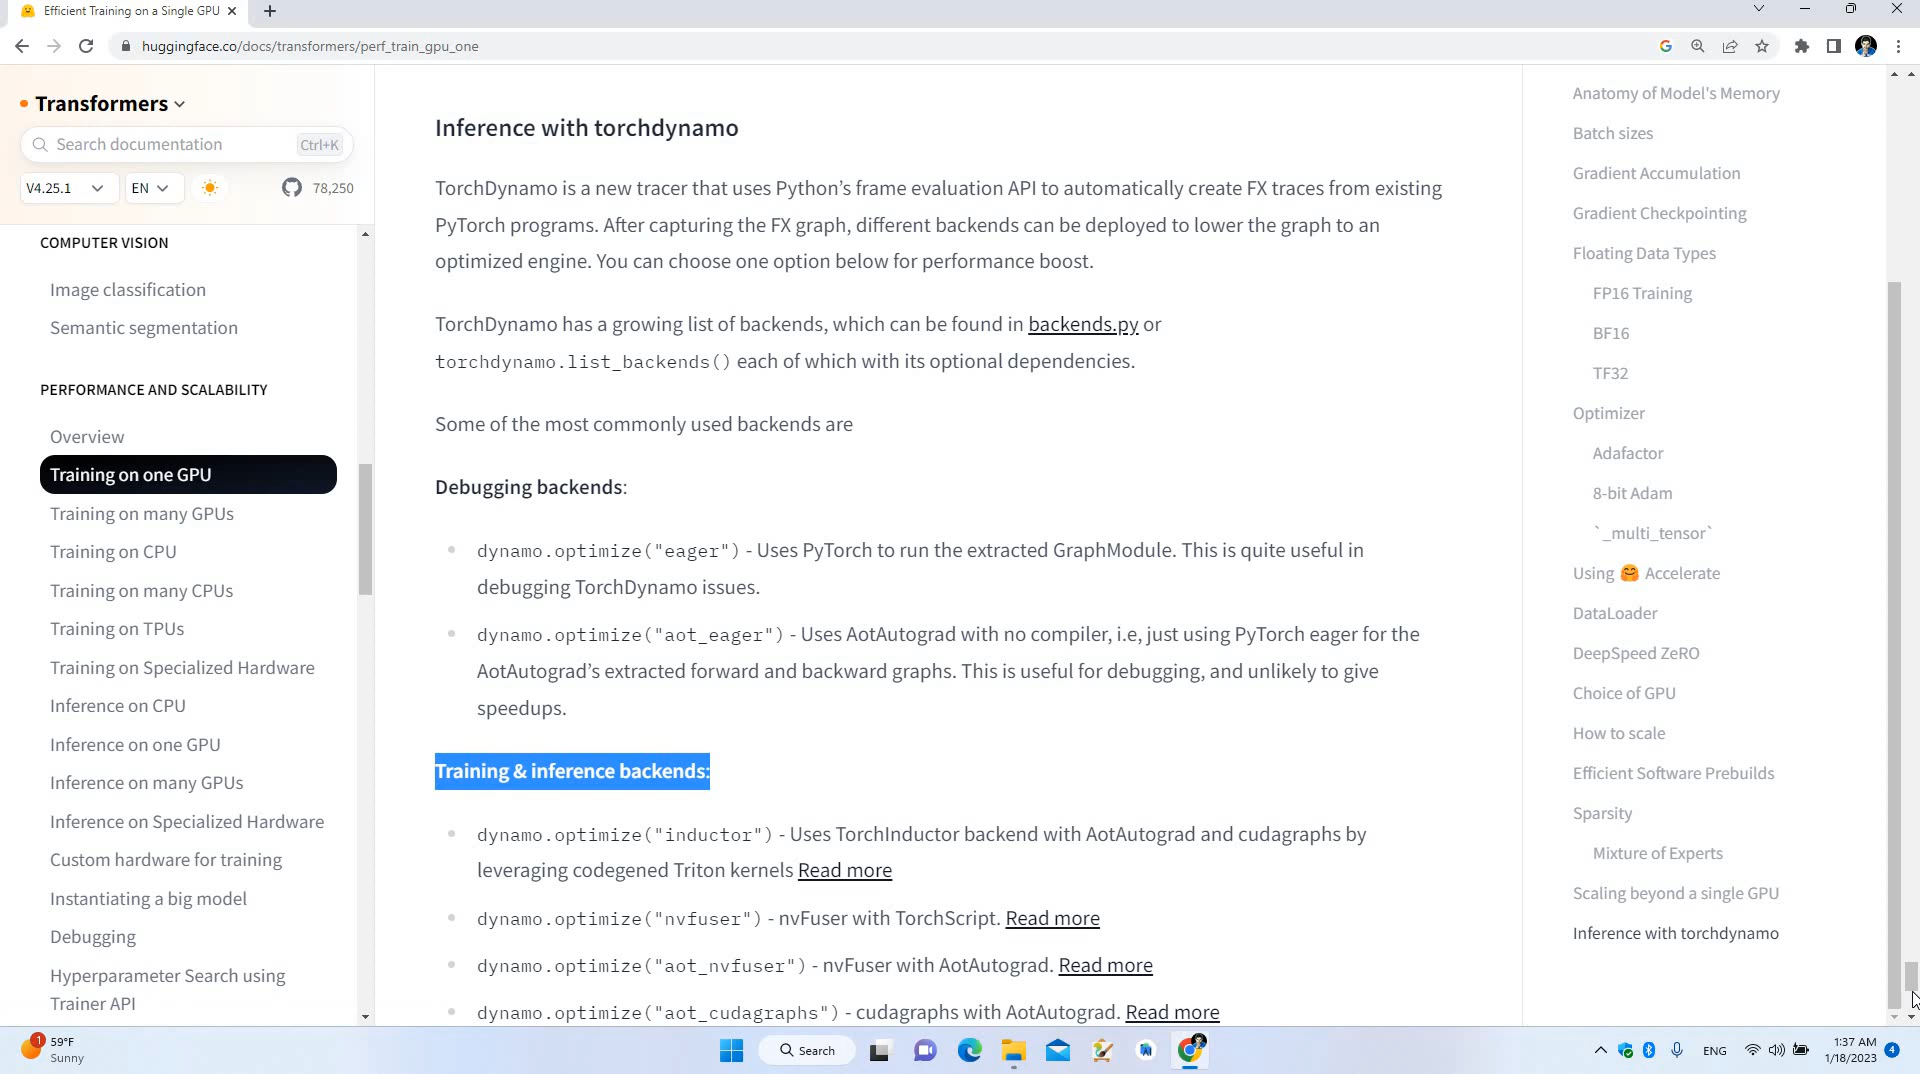 Efficient Training on a Single GPU
huggingface.co/docs/transformers/perf_train_gpu_one
Transformers
Search documentation Ctrl+K
V4.25.1 EN 78,250
COMPUTER VISION
Image classification
Semantic segmentation
PERFORMANCE AND SCALABILITY
Overview
Training on one GPU
Training on many GPUs
Training on CPU
Training on many CPUs
Training on TPUs
Training on Specialized Hardware
Inference on CPU
Inference on one GPU
Inference on many GPUs
Inference on Specialized Hardware
Custom hardware for training
Instantiating a big model
Debugging
Hyperparameter Search using
Trainer API
Inference with torchdynamo
TorchDynamo is a new tracer that uses Python’s frame evaluation API to automatically create FX traces from existing
PyTorch programs. After capturing the FX graph, different backends can be deployed to lower the graph to an
optimized engine. You can choose one option below for performance boost.
TorchDynamo has a growing list of backends, which can be found in backends.py or
torchdynamo.list_backends() each of which with its optional dependencies.
Some of the most commonly used backends are
Debugging backends:
dynamo.optimize("eager") - Uses PyTorch to run the extracted GraphModule. This is quite useful in
debugging TorchDynamo issues.
dynamo.optimize("aot_eager") - Uses AotAutograd with no compiler, i.e, just using PyTorch eager for the
AotAutograd’s extracted forward and backward graphs. This is useful for debugging, and unlikely to give
speedups.
Training & inference backends:
dynamo.optimize("inductor") - Uses TorchInductor backend with AotAutograd and cudagraphs by
leveraging codegened Triton kernels Read more
dynamo.optimize("nvfuser") - nvFuser with TorchScript. Read more
dynamo.optimize("aot_nvfuser") - nvFuser with AotAutograd. Read more
dynamo.optimize("aot_cudagraphs") - cudagraphs with AotAutograd. Read more
Anatomy of Model's Memory
Batch sizes
Gradient Accumulation
Gradient Checkpointing
Floating Data Types
FP16 Training
BF16
TF32
Optimizer
Adafactor
8-bit Adam
`_multi_tensor`
Using 🤗 Accelerate
DataLoader
DeepSpeed ZeRO
Choice of GPU
How to scale
Efficient Software Prebuilds
Sparsity
Mixture of Experts
Scaling beyond a single GPU
Inference with torchdynamo
1
59°F
Sunny
Search
ENG
1:37 AM
1/18/2023
4